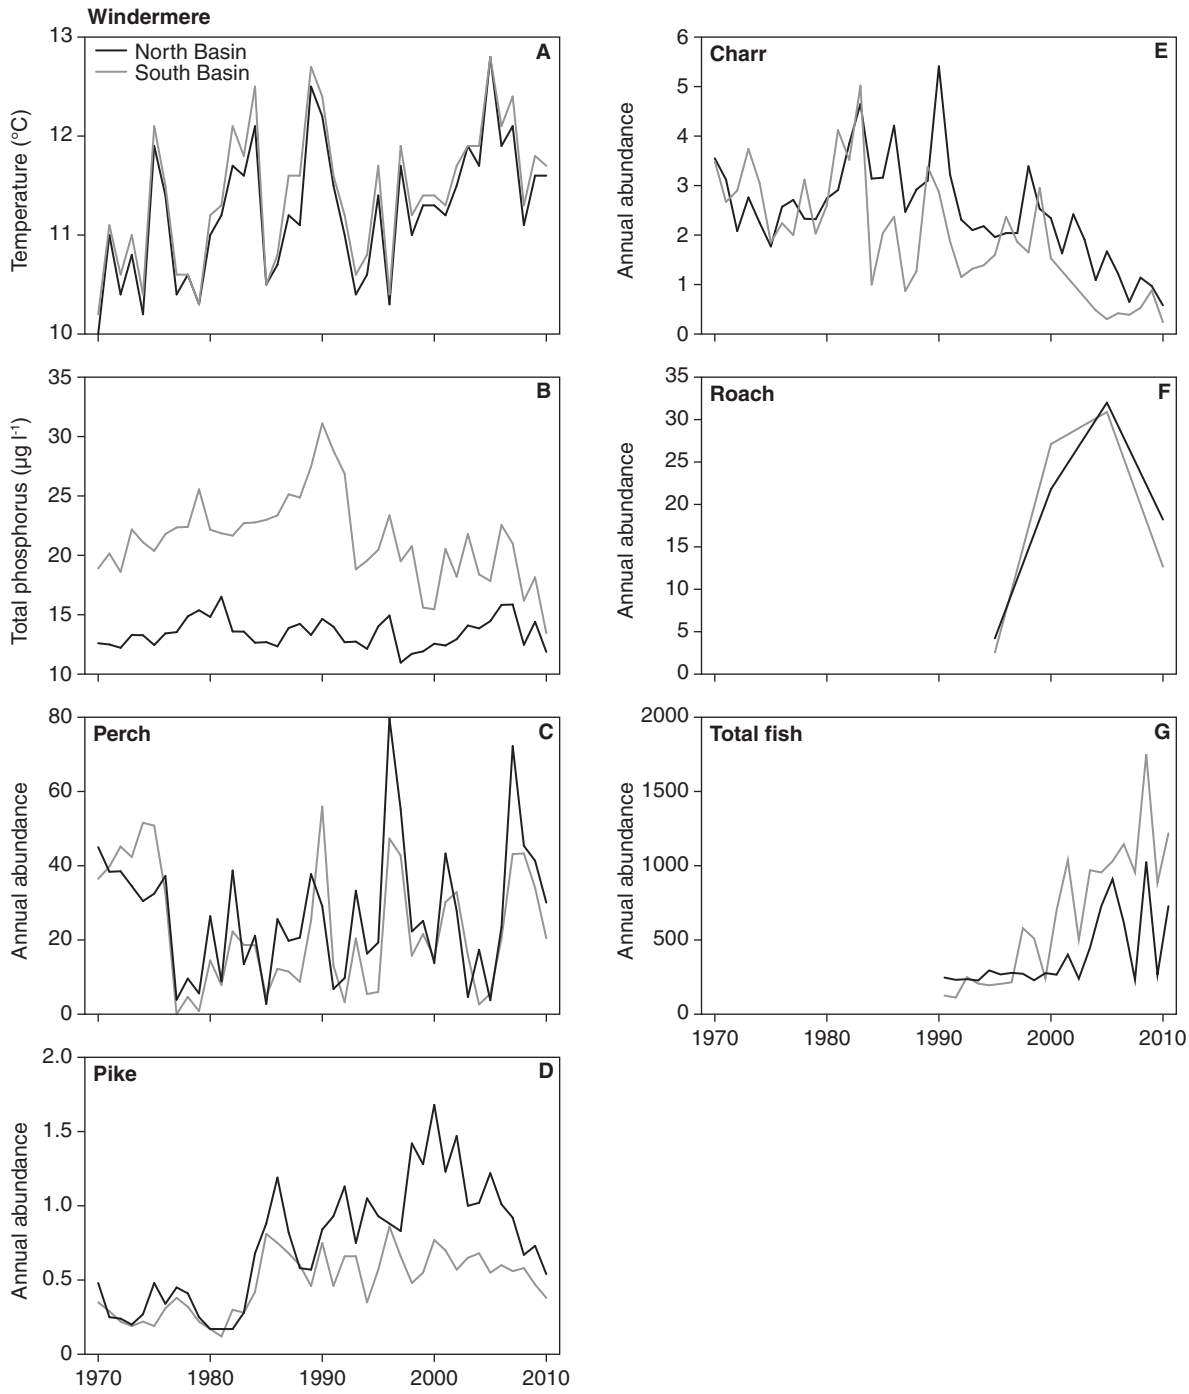 Windermere
A
North Basin
South Basin
Temperature (°C)
13
12
11
10
B
Total phosphorus (µg l-1)
35
30
25
20
15
10
Perch
C
Annual abundance
80
60
40
20
0
Pike
D
Annual abundance
2.0
1.5
1.0
0.5
0
1970 1980 1990 2000 2010
Charr
E
Annual abundance
6
5
4
3
2
1
0
Roach
F
Annual abundance
35
30
25
20
15
10
5
0
Total fish
G
Annual abundance
2000
1500
1000
500
0
1970 1980 1990 2000 2010